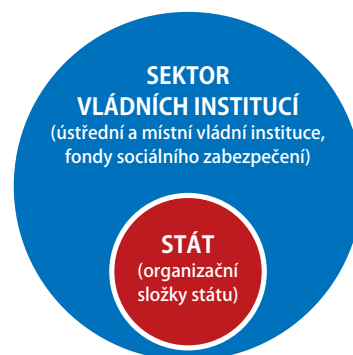 SEKTOR
VLÁDNÍCH INSTITUCÍ
(ústřední a místní vládní instituce,
fondy sociálního zabezpečení)
STÁT
(organizační
složky státu)